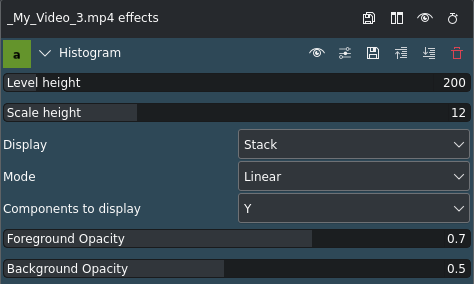 _My_Video_3.mp4 effects
a Histogram
Level height 200
Scale height 12
Display Stack
Mode Linear
Components to display Y
Foreground Opacity 0.7
Background Opacity 0.5